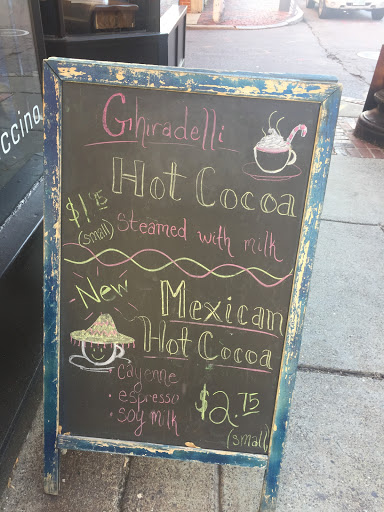 Ghiradelli
Hot Cocoa
$1.95
(small)
Steamed with milk
New
Mexican
Hot Cocoa
cayenne
• espresso
• soy milk
$2.75
(small)
ccino